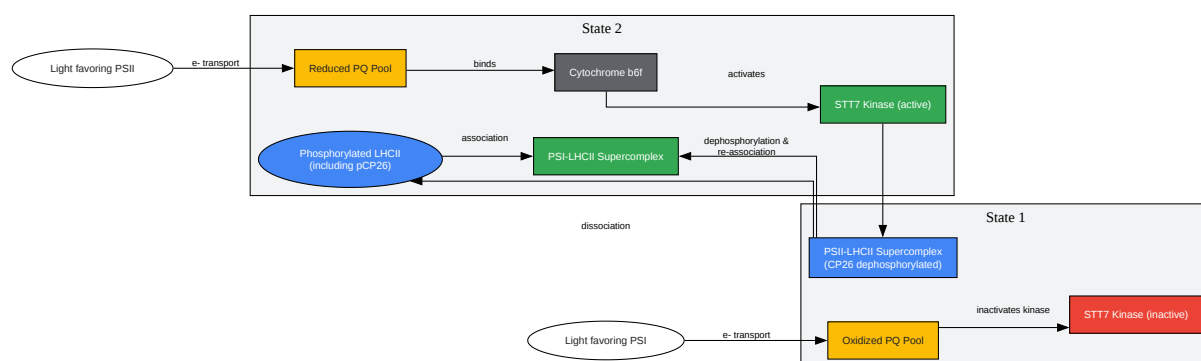 State 2
Light favoring PSII
e- transport
Reduced PQ Pool
binds
Cytochrome b6f
activates
STT7 Kinase (active)
Phosphorylated LHCII
(including pCP26)
association
PSI-LHCII Supercomplex
dephosphorylation &
re-association
dissociation
State 1
PSII-LHCII Supercomplex
(CP26 dephosphorylated)
Light favoring PSI
e- transport
Oxidized PQ Pool
inactivates kinase
STT7 Kinase (inactive)